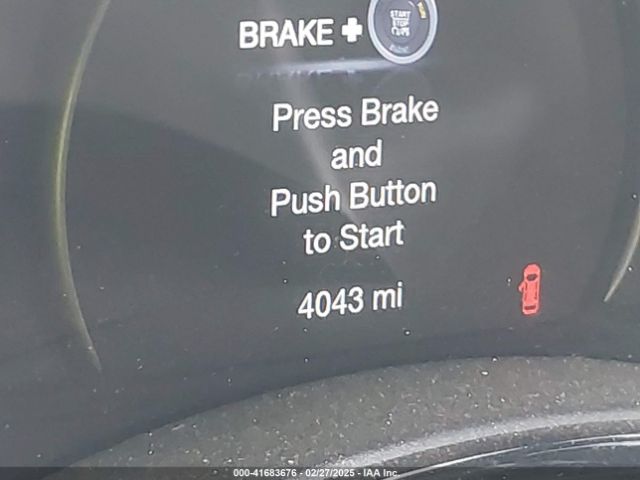 BRAKE +
START
STOP
Press Brake
and
Push Button
to Start
4043 mi
000-41683676 - 02/27/2025 - IAA Inc.